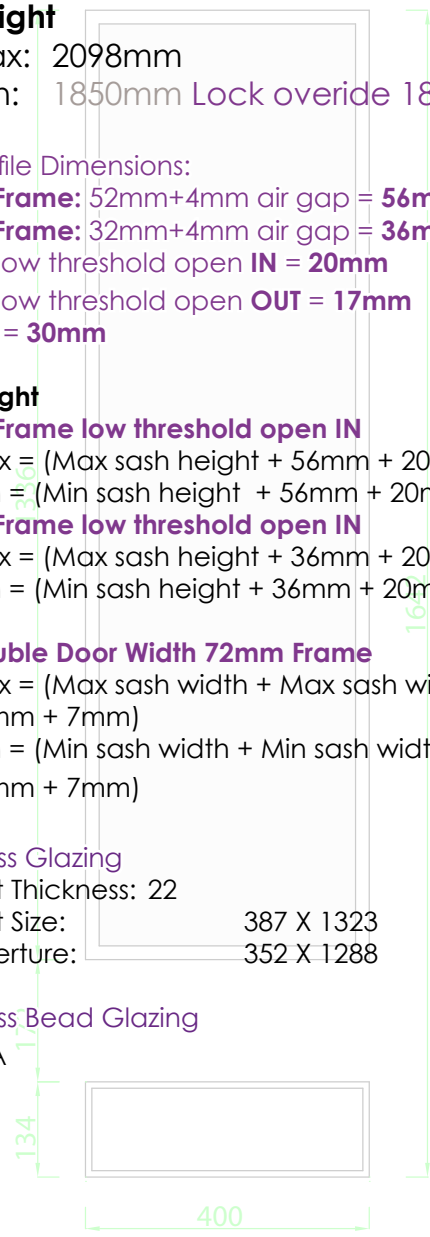 ight
ax: 2098mm
n: 1850mm Lock overide 18
file Dimensions:
Frame: 52mm+4mm air gap = 56m
Frame: 32mm+4mm air gap = 36m
ow threshold open IN = 20mm
ow threshold open OUT = 17mm
= 30mm
ght
Frame low threshold open IN
x = (Max sash height + 56mm + 20
= (Min sash height + 56mm + 20m
Frame low threshold open IN
x = (Max sash height + 36mm + 20
= (Min sash height + 36mm + 20m
uble Door Width 72mm Frame
x = (Max sash width + Max sash wi
mm + 7mm)
= (Min sash width + Min sash widt
mm + 7mm)
ss Glazing
t Thickness: 22
t Size: 387 X 1323
erture: 352 X 1288
ss Bead Glazing
A
134
400